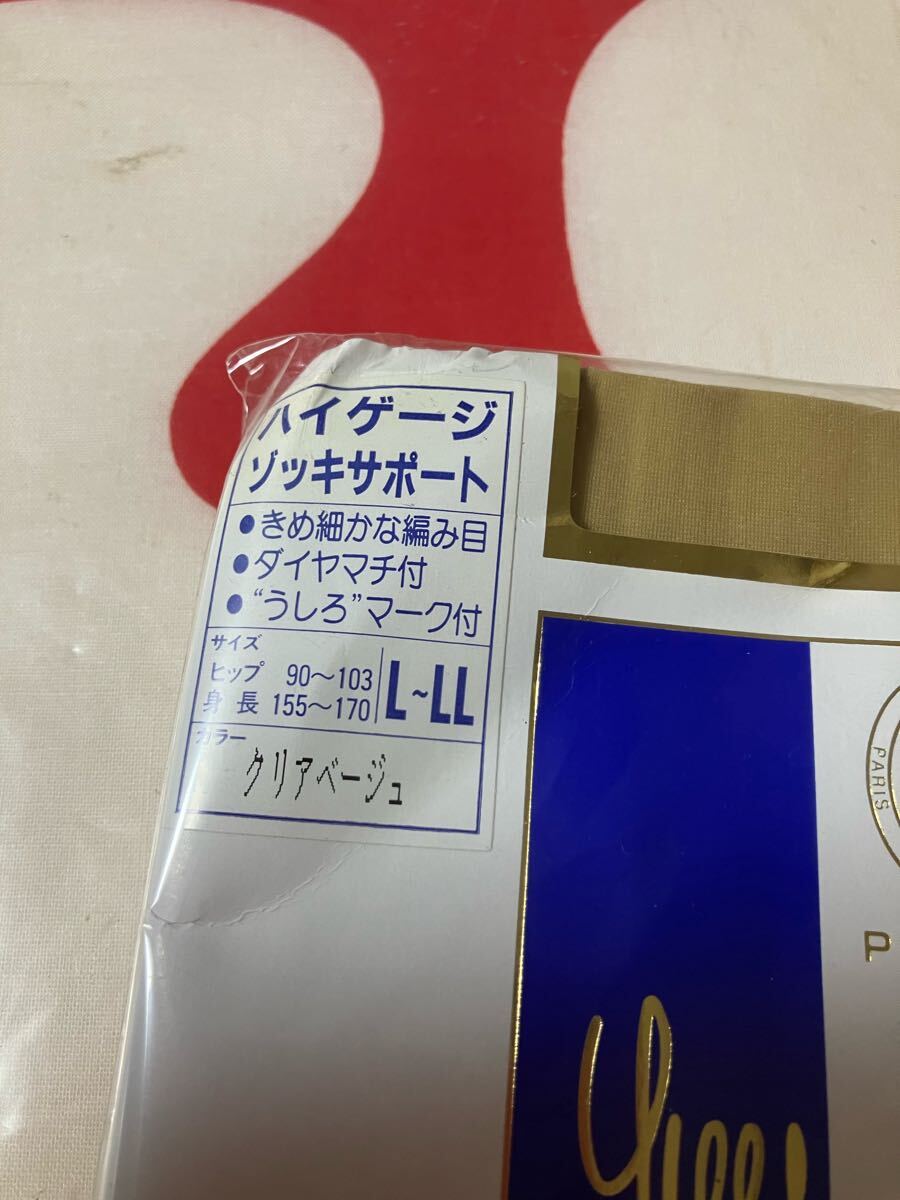 ハイゲージ
ゾッキサポート
●きめ細かな編み目
●ダイヤマチ付
●“うしろ”マーク付
サイズ
ヒップ 90〜103
身長 155〜170
L~LL
カラー
クリアベージュ
PARIS
P